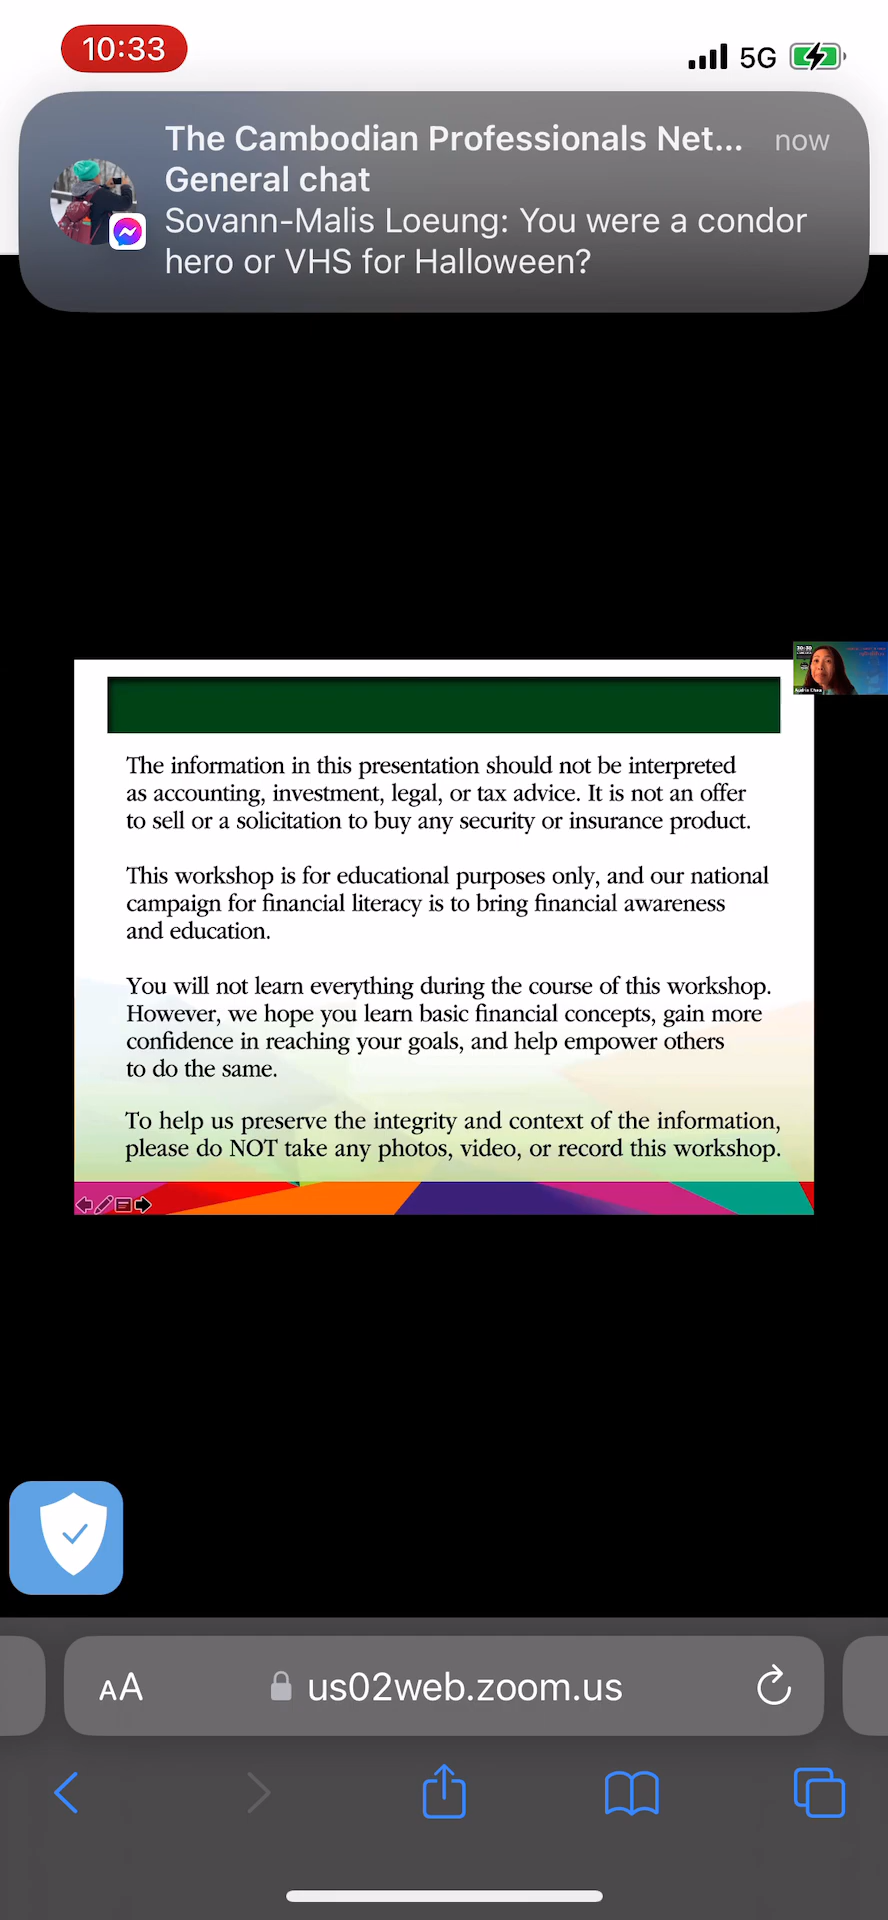 10:33
5G
The Cambodian Professionals Net... now
General chat
Sovann-Malis Loeung: You were a condor
hero or VHS for Halloween?
The information in this presentation should not be interpreted
as accounting, investment, legal, or tax advice. It is not an offer
to sell or a solicitation to buy any security or insurance product.
This workshop is for educational purposes only, and our national
campaign for financial literacy is to bring financial awareness
and education.
You will not learn everything during the course of this workshop.
However, we hope you learn basic financial concepts, gain more
confidence in reaching your goals, and help empower others
to do the same.
To help us preserve the integrity and context of the information,
please do NOT take any photos, video, or record this workshop.
AA us02web.zoom.us